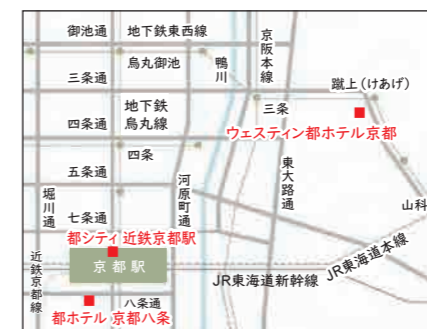 御池通
地下鉄東西線
烏丸御池
鴨川
京阪本線
三条通
蹴上(けあげ)
地下鉄
烏丸線
三条
四条通
ウェスティン都ホテル京都
四条
五条通
堀川通
河原町通
東大路通
七条通
山科
都シティ 近鉄京都駅
近鉄京都線
京都駅
JR東海道新幹線
JR東海道本線
八条通
都ホテル 京都八条